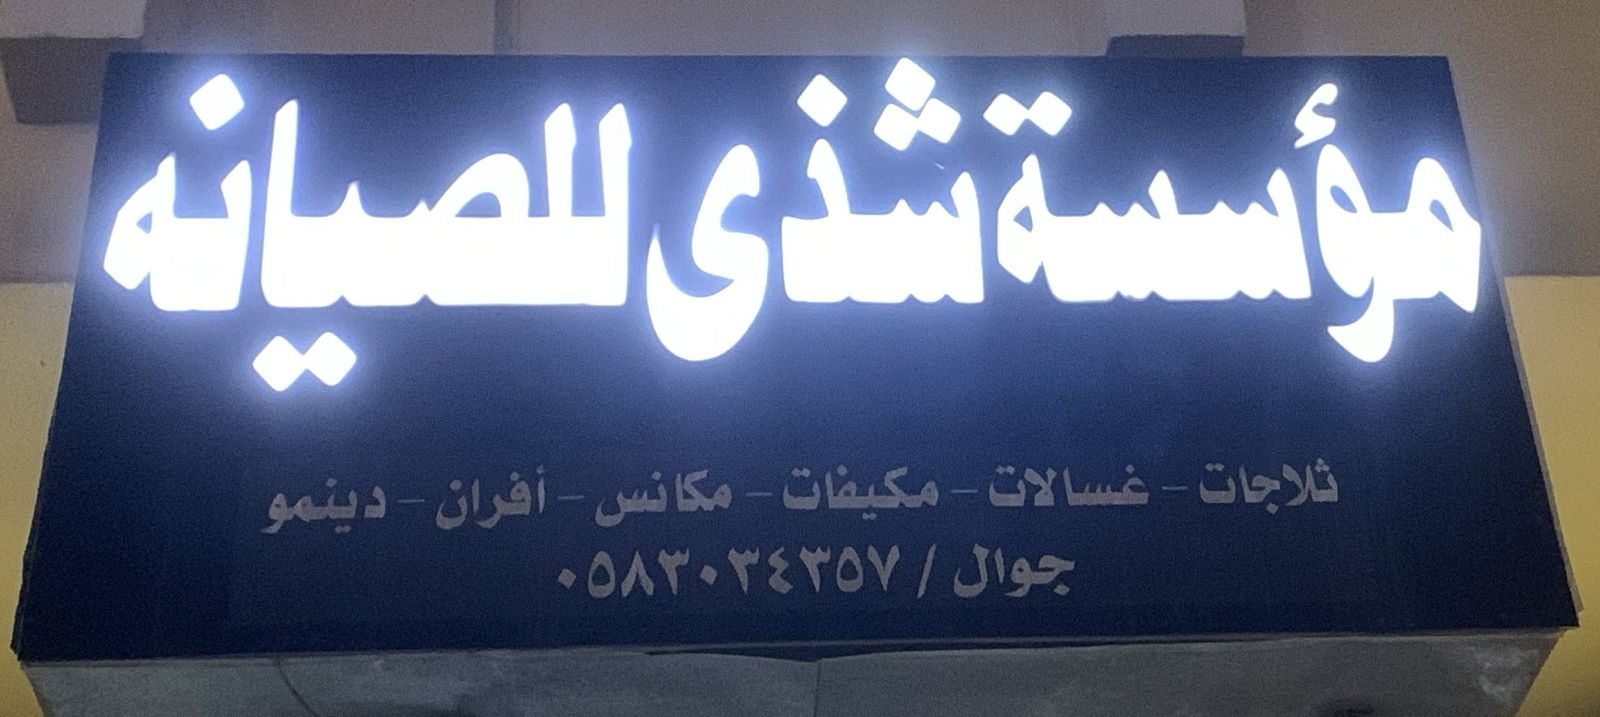 مؤسسة شذى للصيانه
ثلاجات - غسالات - مكيفات - مكانس - أفران - دينمو
جوال / ٠٥٨٣٠٣٤٣٥٧